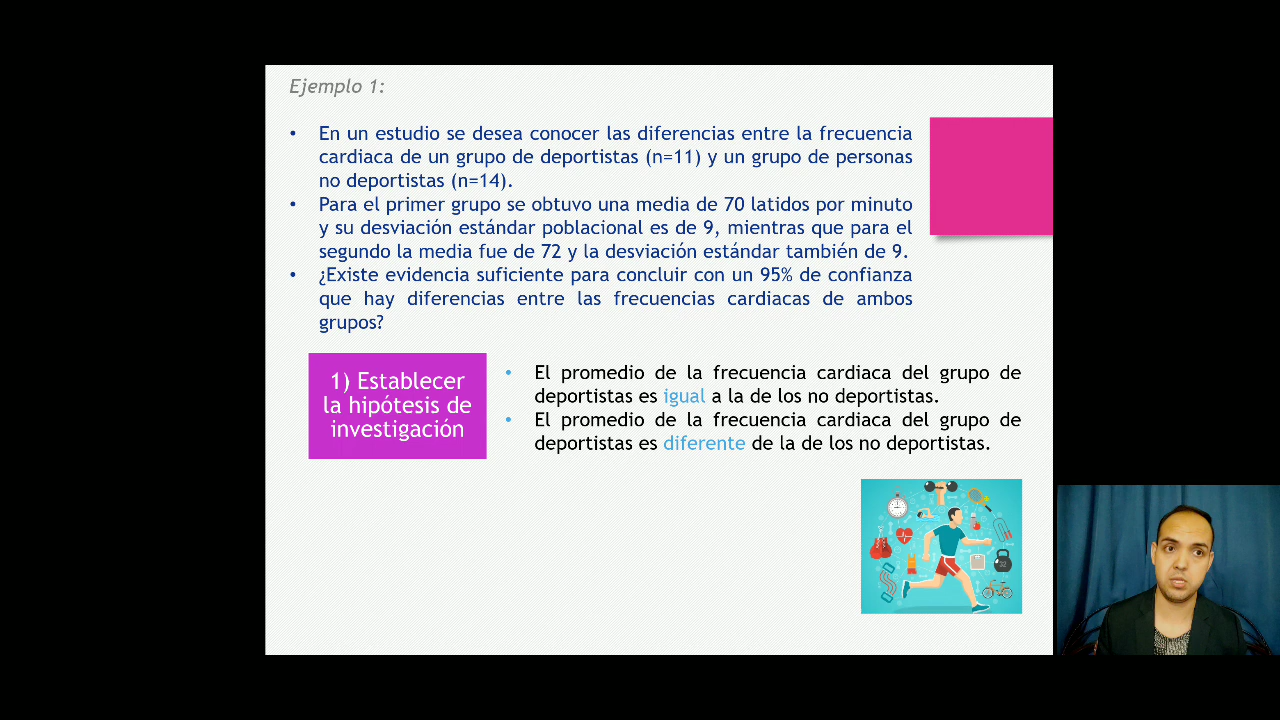 Ejemplo 1:
• En un estudio se desea conocer las diferencias entre la frecuencia
cardiaca de un grupo de deportistas (n=11) y un grupo de personas
no deportistas (n=14).
• Para el primer grupo se obtuvo una media de 70 latidos por minuto
y su desviación estándar poblacional es de 9, mientras que para el
segundo la media fue de 72 y la desviación estándar también de 9.
• ¿Existe evidencia suficiente para concluir con un 95% de confianza
que hay diferencias entre las frecuencias cardiacas de ambos
grupos?
1) Establecer
la hipótesis de
investigación
• El promedio de la frecuencia cardiaca del grupo de
deportistas es igual a la de los no deportistas.
• El promedio de la frecuencia cardiaca del grupo de
deportistas es diferente de la de los no deportistas.